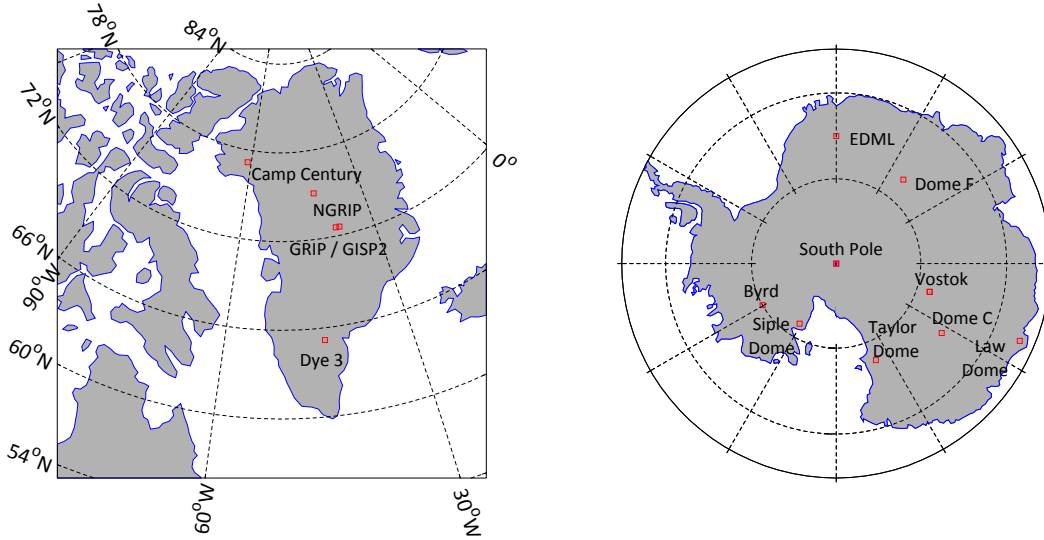 78°N
84°N
72°N
0°
66°N
90°W
60°N
54°N
60°W
30°W
Camp Century
NGRIP
GRIP / GISP2
Dye 3
EDML
Dome F
South Pole
Vostok
Byrd
Siple
Dome
Taylor
Dome
Dome C
Law
Dome